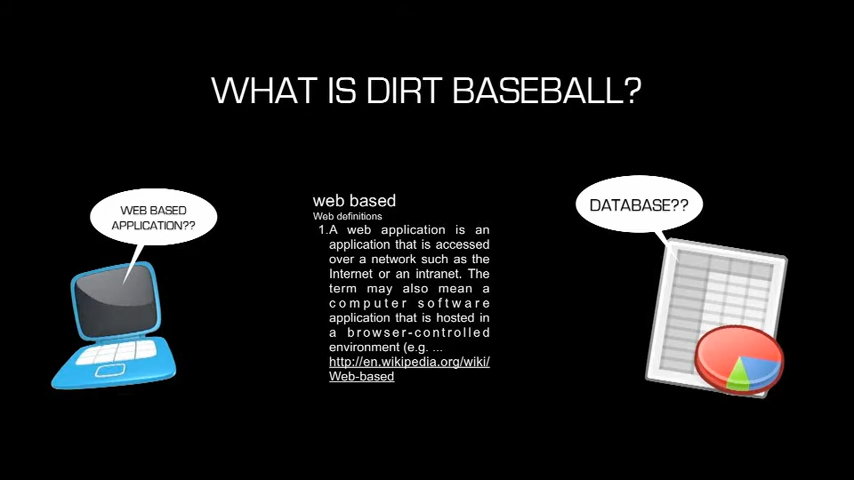 WHAT IS DIRT BASEBALL?
WEB BASED
APPLICATION??
web based
Web definitions
1.A web application is an
application that is accessed
over a network such as the
Internet or an intranet. The
term may also mean a
computer software
application that is hosted in
a browser-controlled
environment (e.g. ...
http://en.wikipedia.org/wiki/
Web-based
DATABASE??